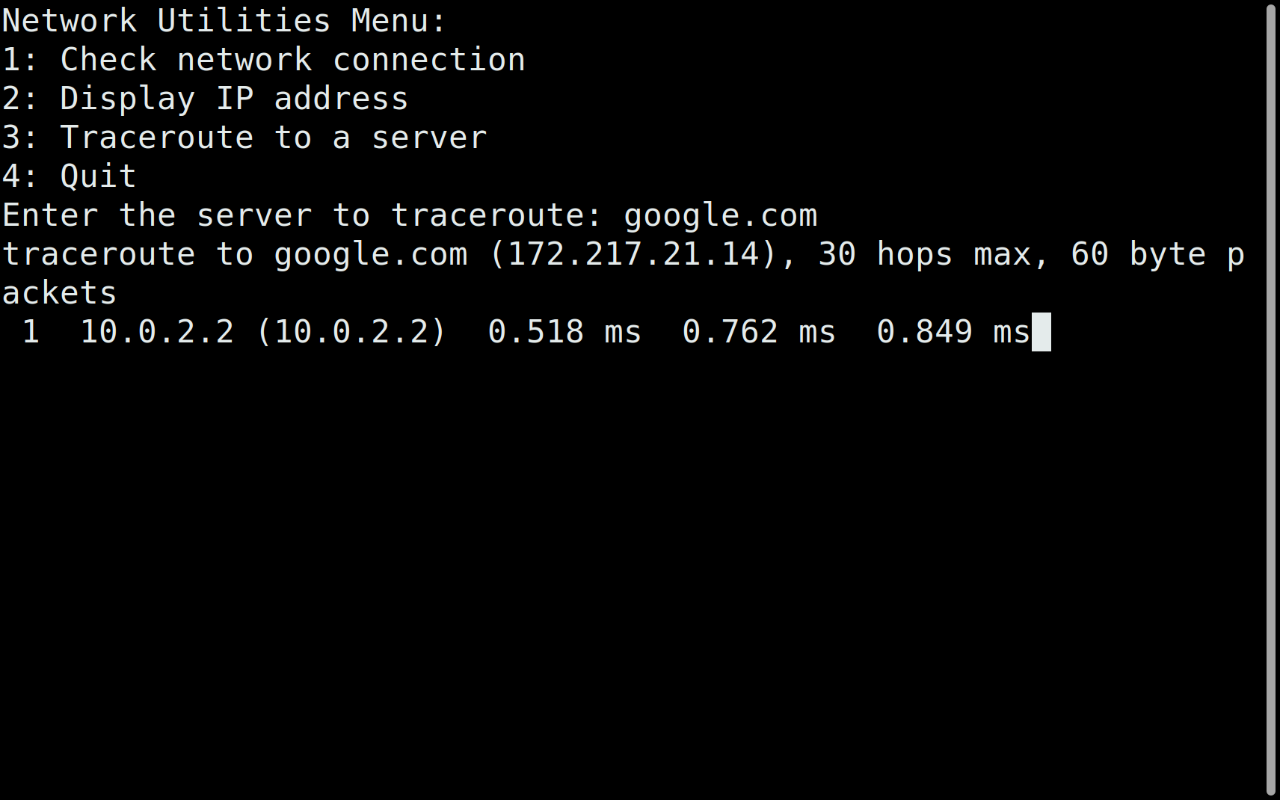 Network Utilities Menu:
1: Check network connection
2: Display IP address
3: Traceroute to a server
4: Quit
Enter the server to traceroute: google.com
traceroute to google.com (172.217.21.14), 30 hops max, 60 byte p
ackets
 1  10.0.2.2 (10.0.2.2)  0.518 ms  0.762 ms  0.849 ms